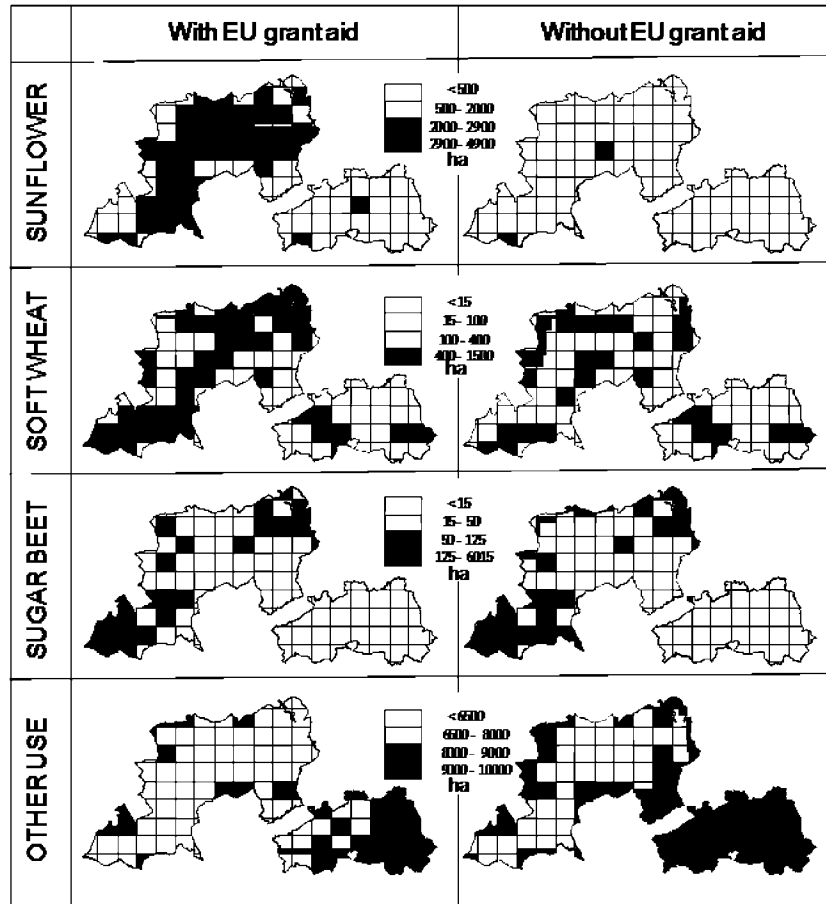 With EU grant aid
Without EU grant aid
SUNFLOWER
< 500
500 - 2000
2000 - 2900
2900 - 4900
ha
SOFT WHEAT
< 15
15 - 100
100 - 400
400 - 1500
ha
SUGAR BEET
< 15
15 - 50
50 - 125
125 - 6015
ha
OTHER USE
< 6500
6500 - 8000
8000 - 9000
9000 - 10000
ha